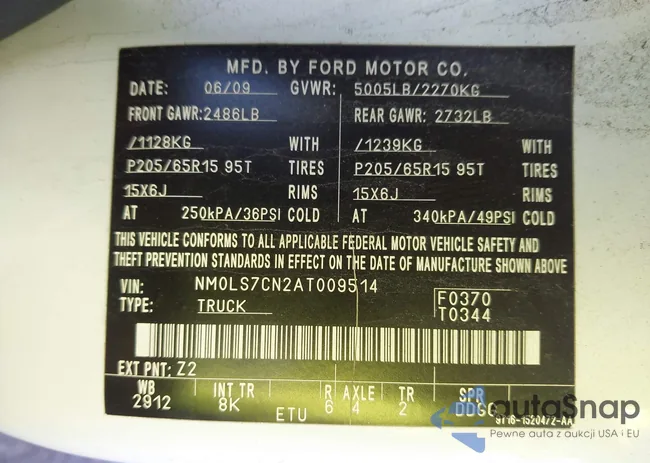 MFD. BY FORD MOTOR CO.
DATE: 06/09 GVWR: 5005LB/2270KG
FRONT GAWR: 2486LB REAR GAWR: 2732LB
/1128KG WITH /1239KG WITH
P205/65R15 95T TIRES P205/65R15 95T TIRES
15X6J RIMS 15X6J RIMS
AT 250kPA/36PSI COLD AT 340kPA/49PSI COLD
THIS VEHICLE CONFORMS TO ALL APPLICABLE FEDERAL MOTOR VEHICLE SAFETY AND
THEFT PREVENTION STANDARDS IN EFFECT ON THE DATE OF MANUFACTURE SHOWN ABOVE
VIN: NM0LS7CN2AT009514 F0370
TYPE: TRUCK T0344
EXT PNT: Z2
WB INT TR R AXLE TR SPR
2912 8K 6 4 2 DDGG
ETU
9T16-1520472-AA
autoSnap
Pewne auta z aukcji USA i EU